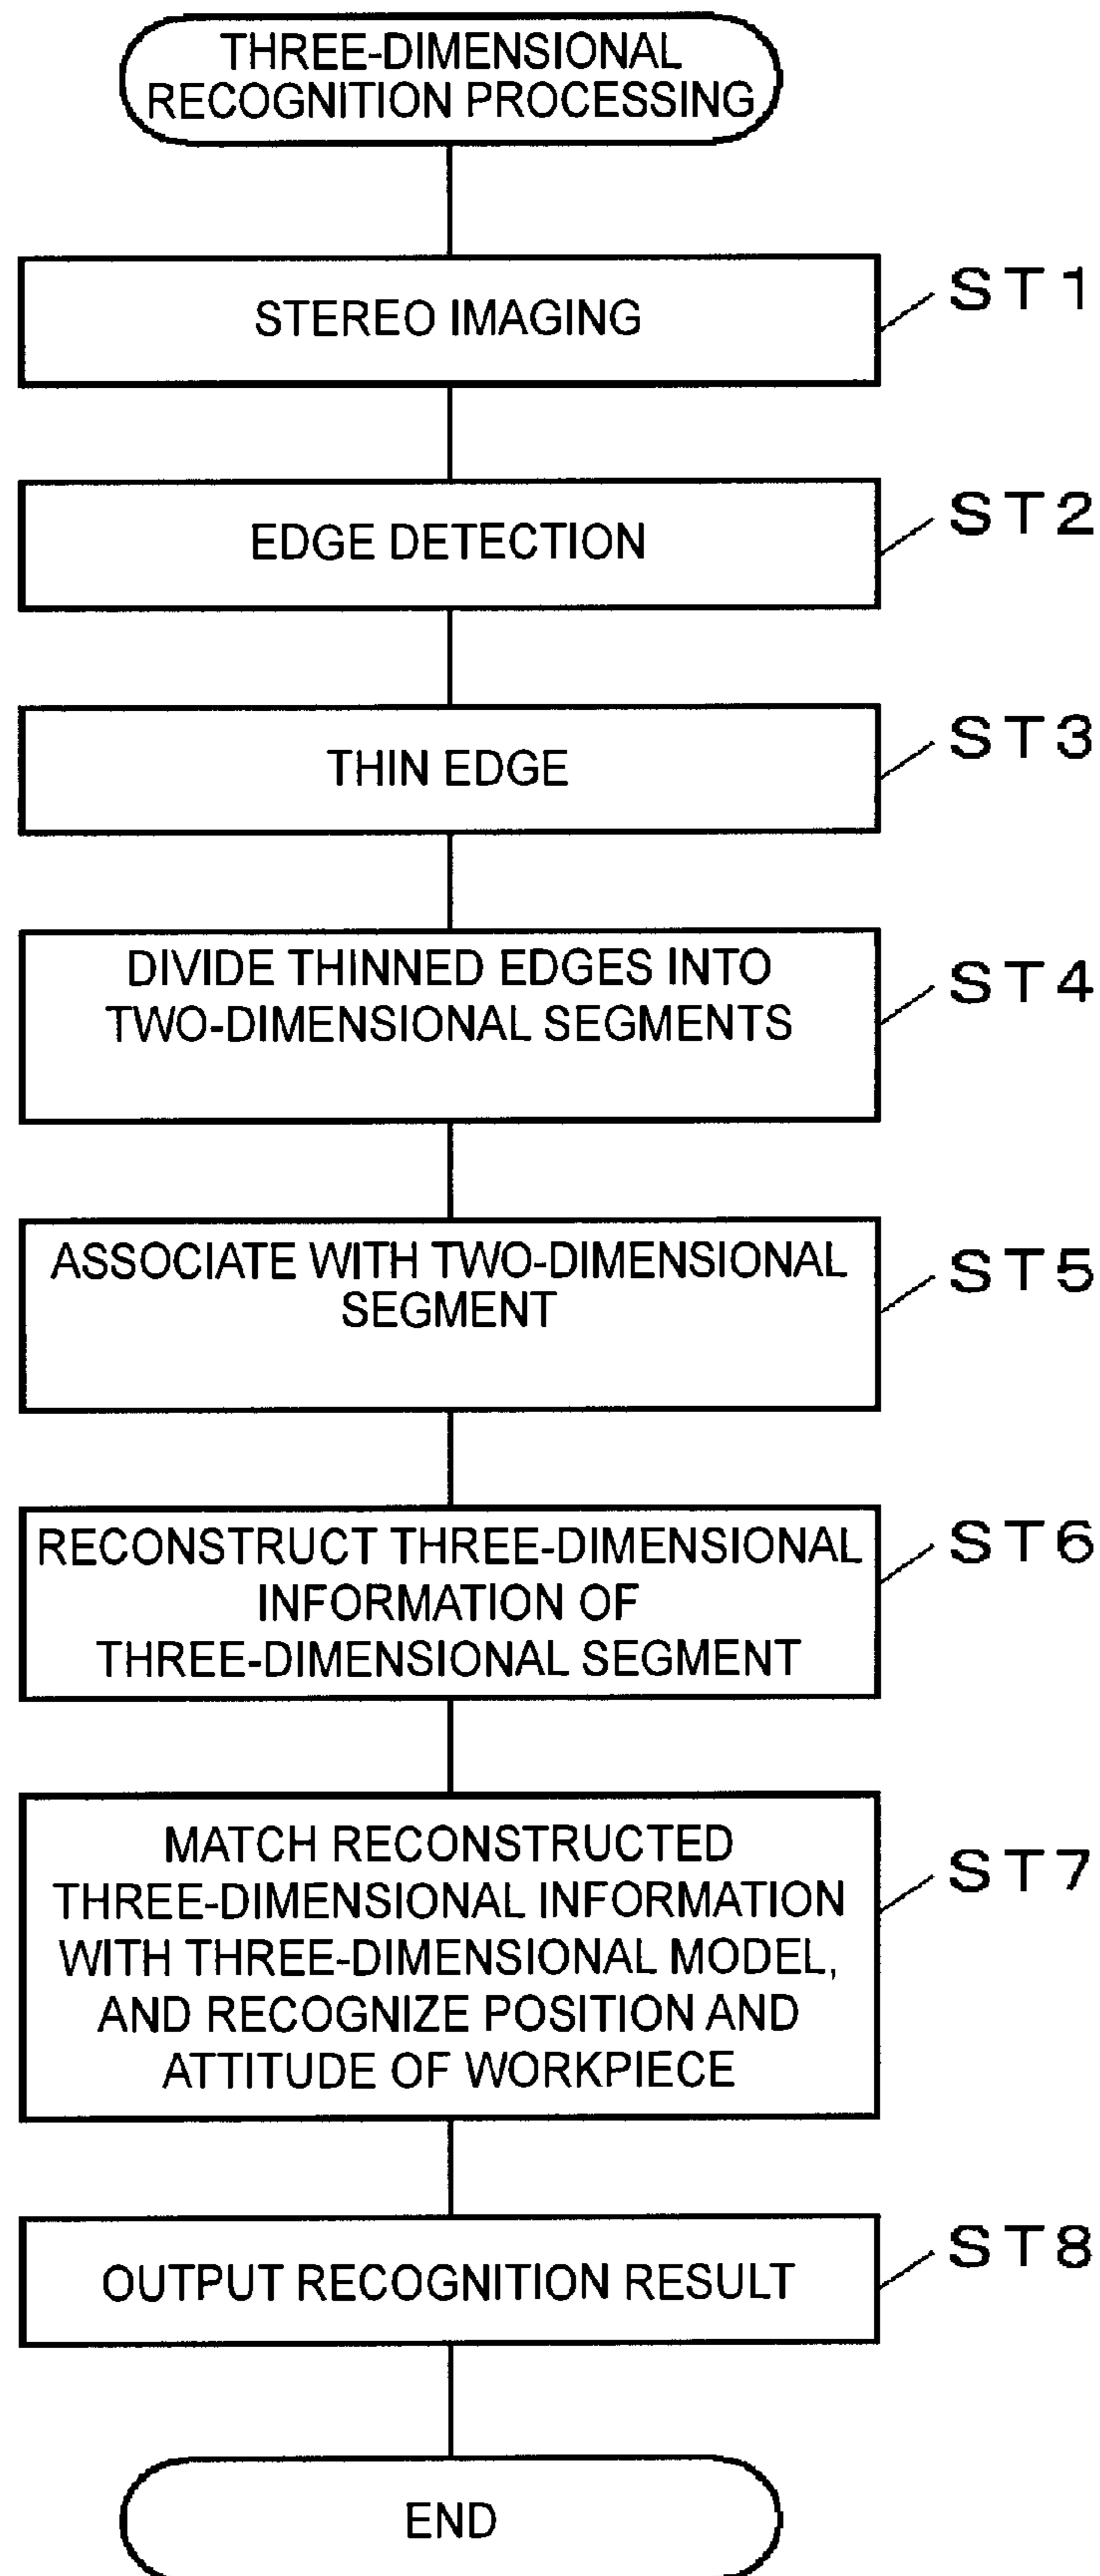 THREE-DIMENSIONAL
RECOGNITION PROCESSING
STEREO IMAGING
ST1
EDGE DETECTION
ST2
THIN EDGE
ST3
DIVIDE THINNED EDGES INTO
TWO-DIMENSIONAL SEGMENTS
ST4
ASSOCIATE WITH TWO-DIMENSIONAL
SEGMENT
ST5
RECONSTRUCT THREE-DIMENSIONAL
INFORMATION OF
THREE-DIMENSIONAL SEGMENT
ST6
MATCH RECONSTRUCTED
THREE-DIMENSIONAL INFORMATION
WITH THREE-DIMENSIONAL MODEL,
AND RECOGNIZE POSITION AND
ATTITUDE OF WORKPIECE
ST7
OUTPUT RECOGNITION RESULT
ST8
END